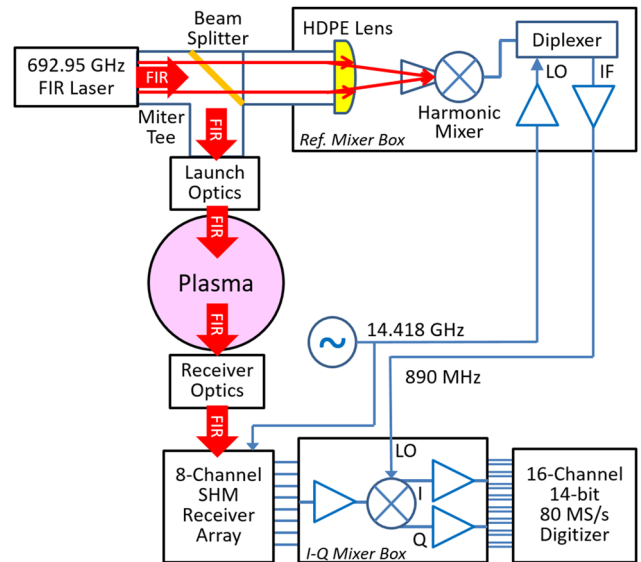 Beam
Splitter
HDPE Lens
Diplexer
692.95 GHz
FIR Laser
FIR
LO
IF
Harmonic
Mixer
Miter
Tee
Ref. Mixer Box
FIR
Launch
Optics
FIR
Plasma
FIR
14.418 GHz
~
890 MHz
Receiver
Optics
FIR
LO
8-Channel
SHM
Receiver
Array
I
Q
I-Q Mixer Box
16-Channel
14-bit
80 MS/s
Digitizer